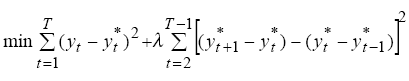 min ∑_{t=1}^{T} (y_t − y_t^*)^2 + λ ∑_{t=2}^{T−1} [(y_{t+1}^* − y_t^*) − (y_t^* − y_{t−1}^*)]^2